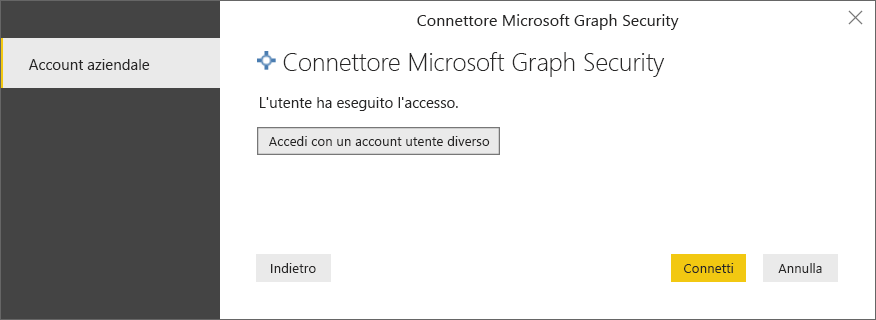 Connettore Microsoft Graph Security
Account aziendale
Connettore Microsoft Graph Security
L'utente ha eseguito l'accesso.
Accedi con un account utente diverso
Indietro
Connetti
Annulla